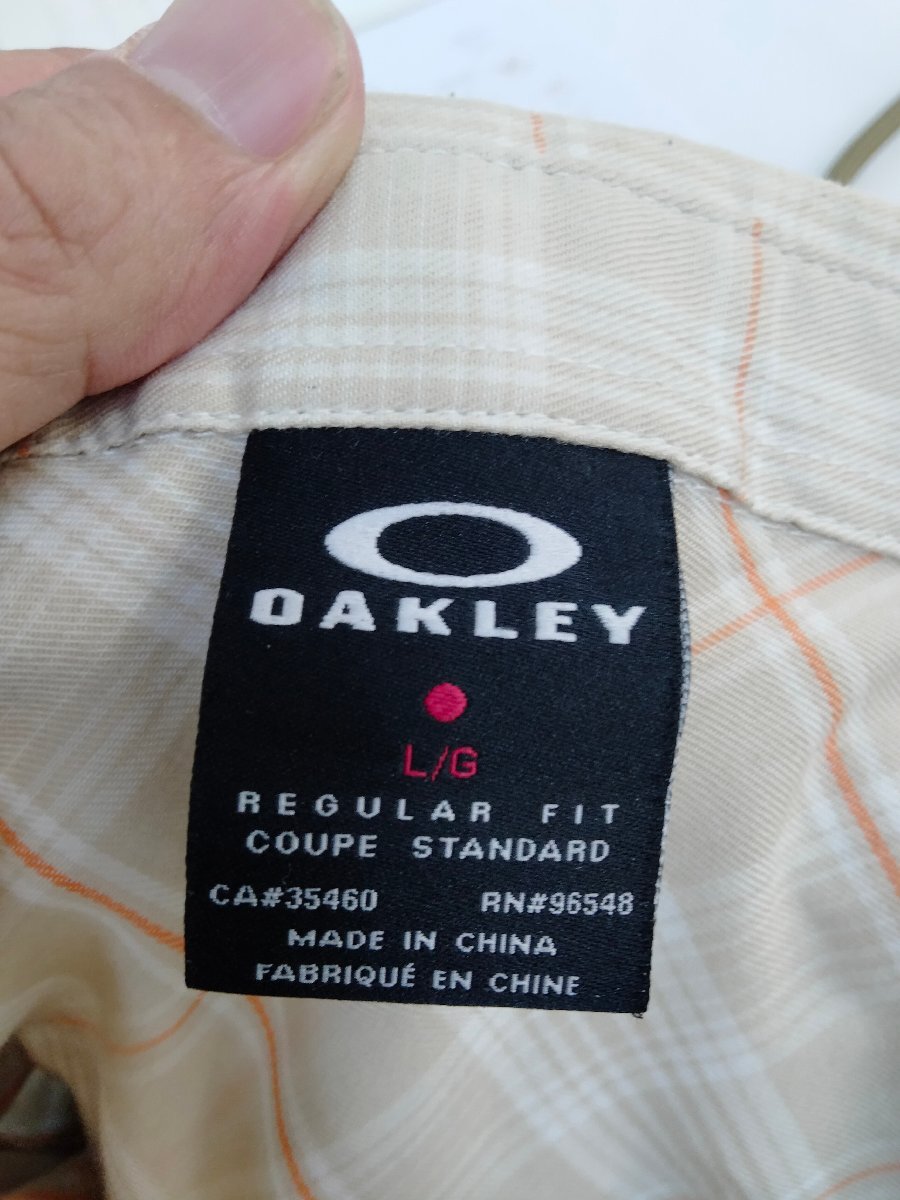 OAKLEY
L/G
REGULAR FIT
COUPE STANDARD
CA#35460 RN#96548
MADE IN CHINA
FABRIQUÉ EN CHINE